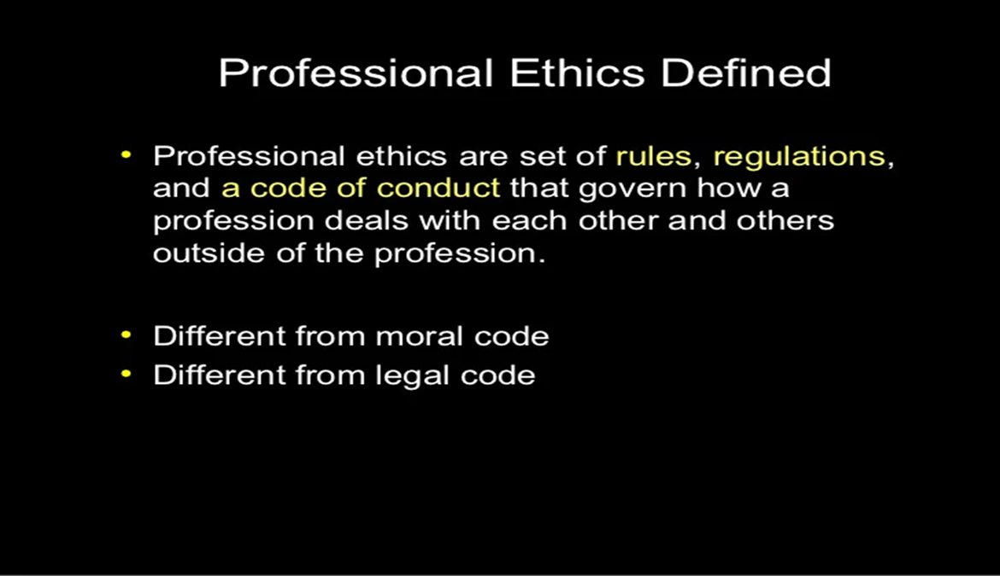 Professional Ethics Defined
• Professional ethics are set of rules, regulations,
and a code of conduct that govern how a
profession deals with each other and others
outside of the profession.
• Different from moral code
• Different from legal code